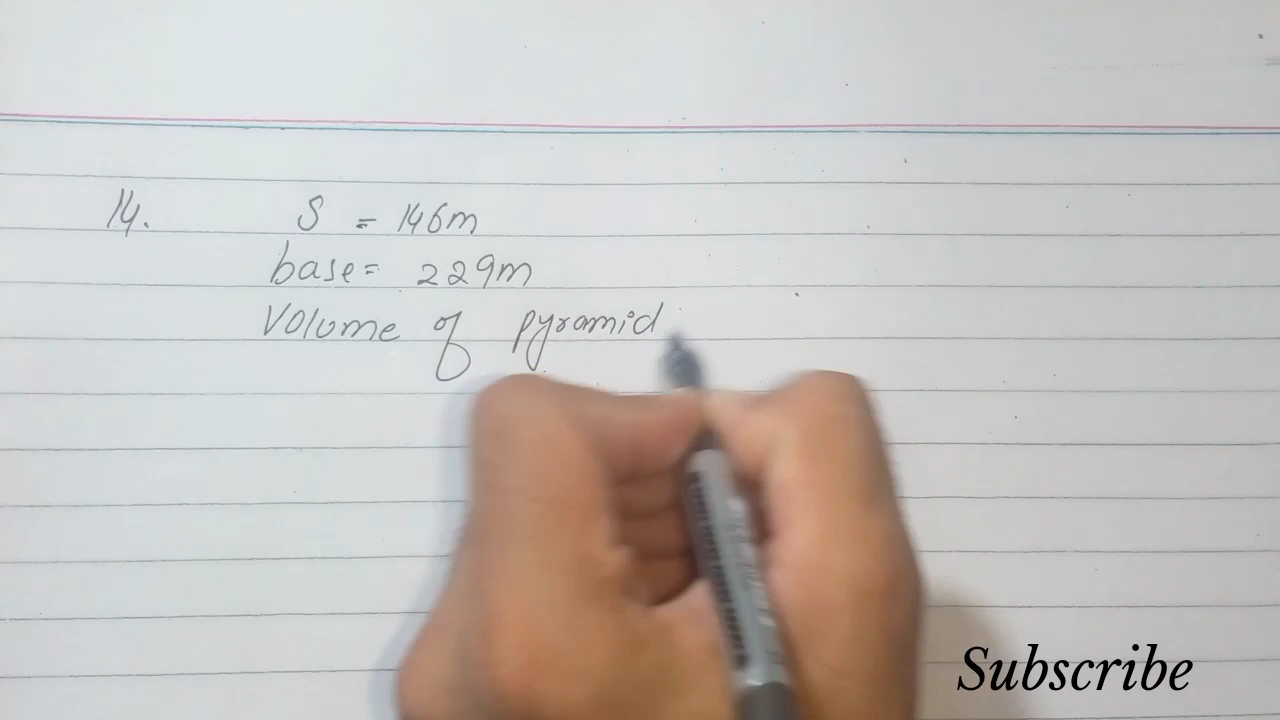 14. S = 146m
base= 229m
Volume of pyramid
Subscribe